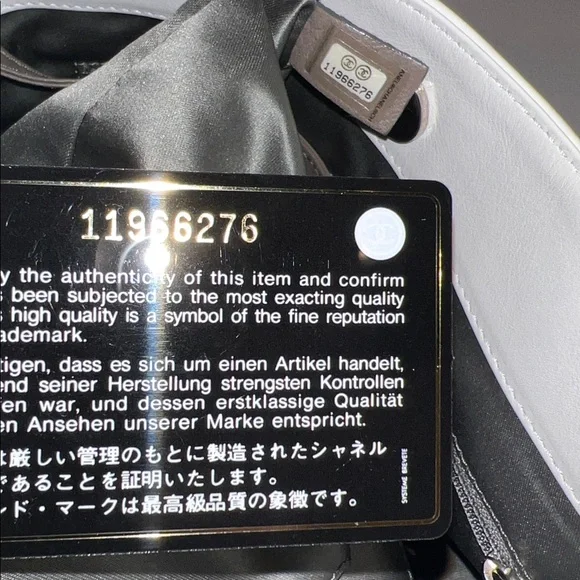 11966276
11966276
y the authenticity of this item and confirm
s been subjected to the most exacting quality
s high quality is a symbol of the fine reputation
ademark.
tigen, dass es sich um einen Artikel handelt,
end seiner Herstellung strengsten Kontrollen
fen war, und dessen erstklassige Qualität
en Ansehen unserer Marke entspricht.
は厳しい管理のもとに製造されたシャネル
であることを証明いたします。
ンド・マークは最高級品質の象徴です。
SYSTEME BREVETE